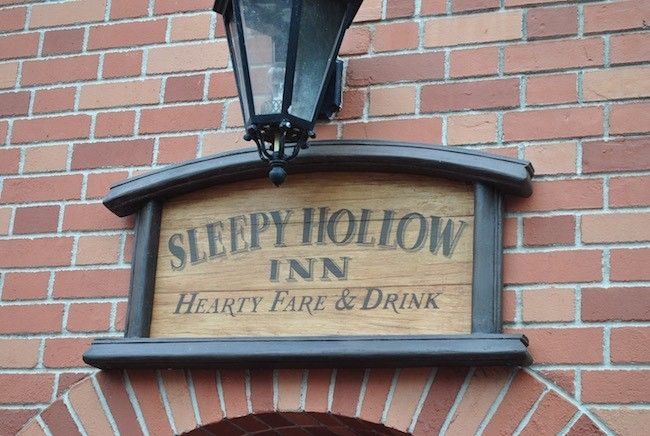 SLEEPY HOLLOW
INN
HEARTY FARE & DRINK